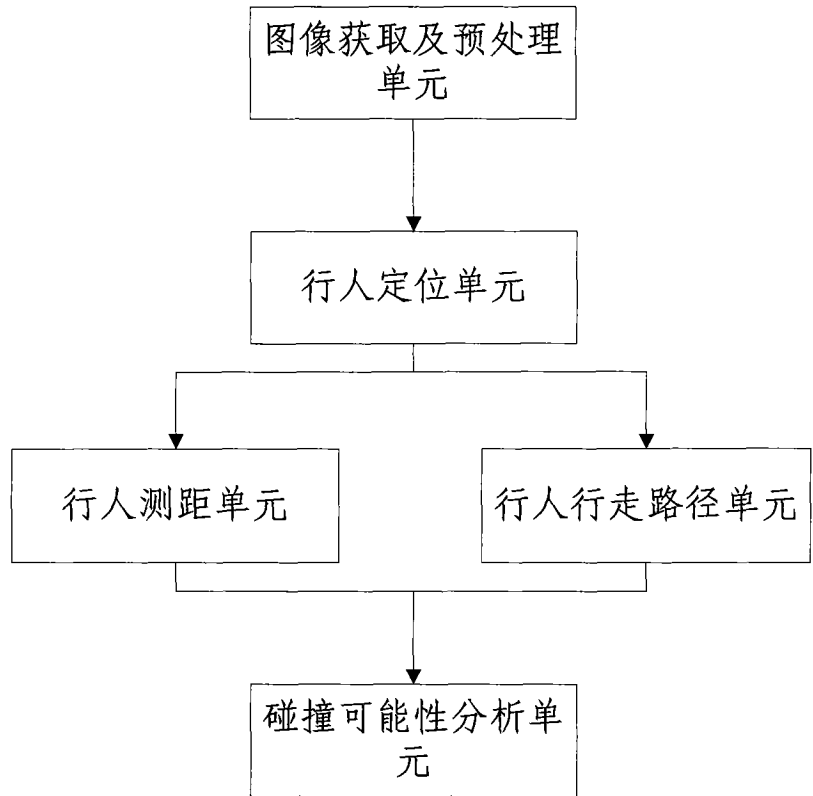 图像获取及预处理
单元
行人定位单元
行人测距单元
行人行走路径单元
碰撞可能性分析单
元